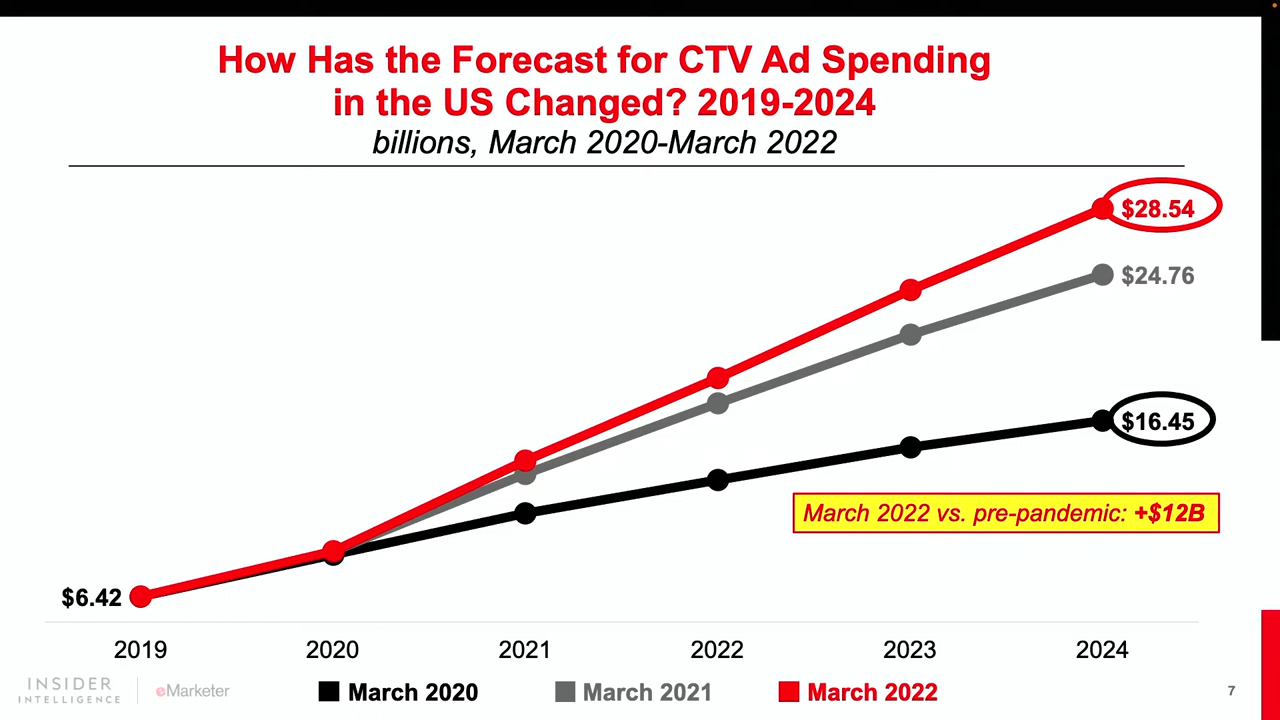 How Has the Forecast for CTV Ad Spending
in the US Changed? 2019-2024
billions, March 2020-March 2022
$28.54
$24.76
$16.45
March 2022 vs. pre-pandemic: +$12B
$6.42
2019 2020 2021 2022 2023 2024
INSIDER
INTELLIGENCE
eMarketer
March 2020 March 2021 March 2022
7